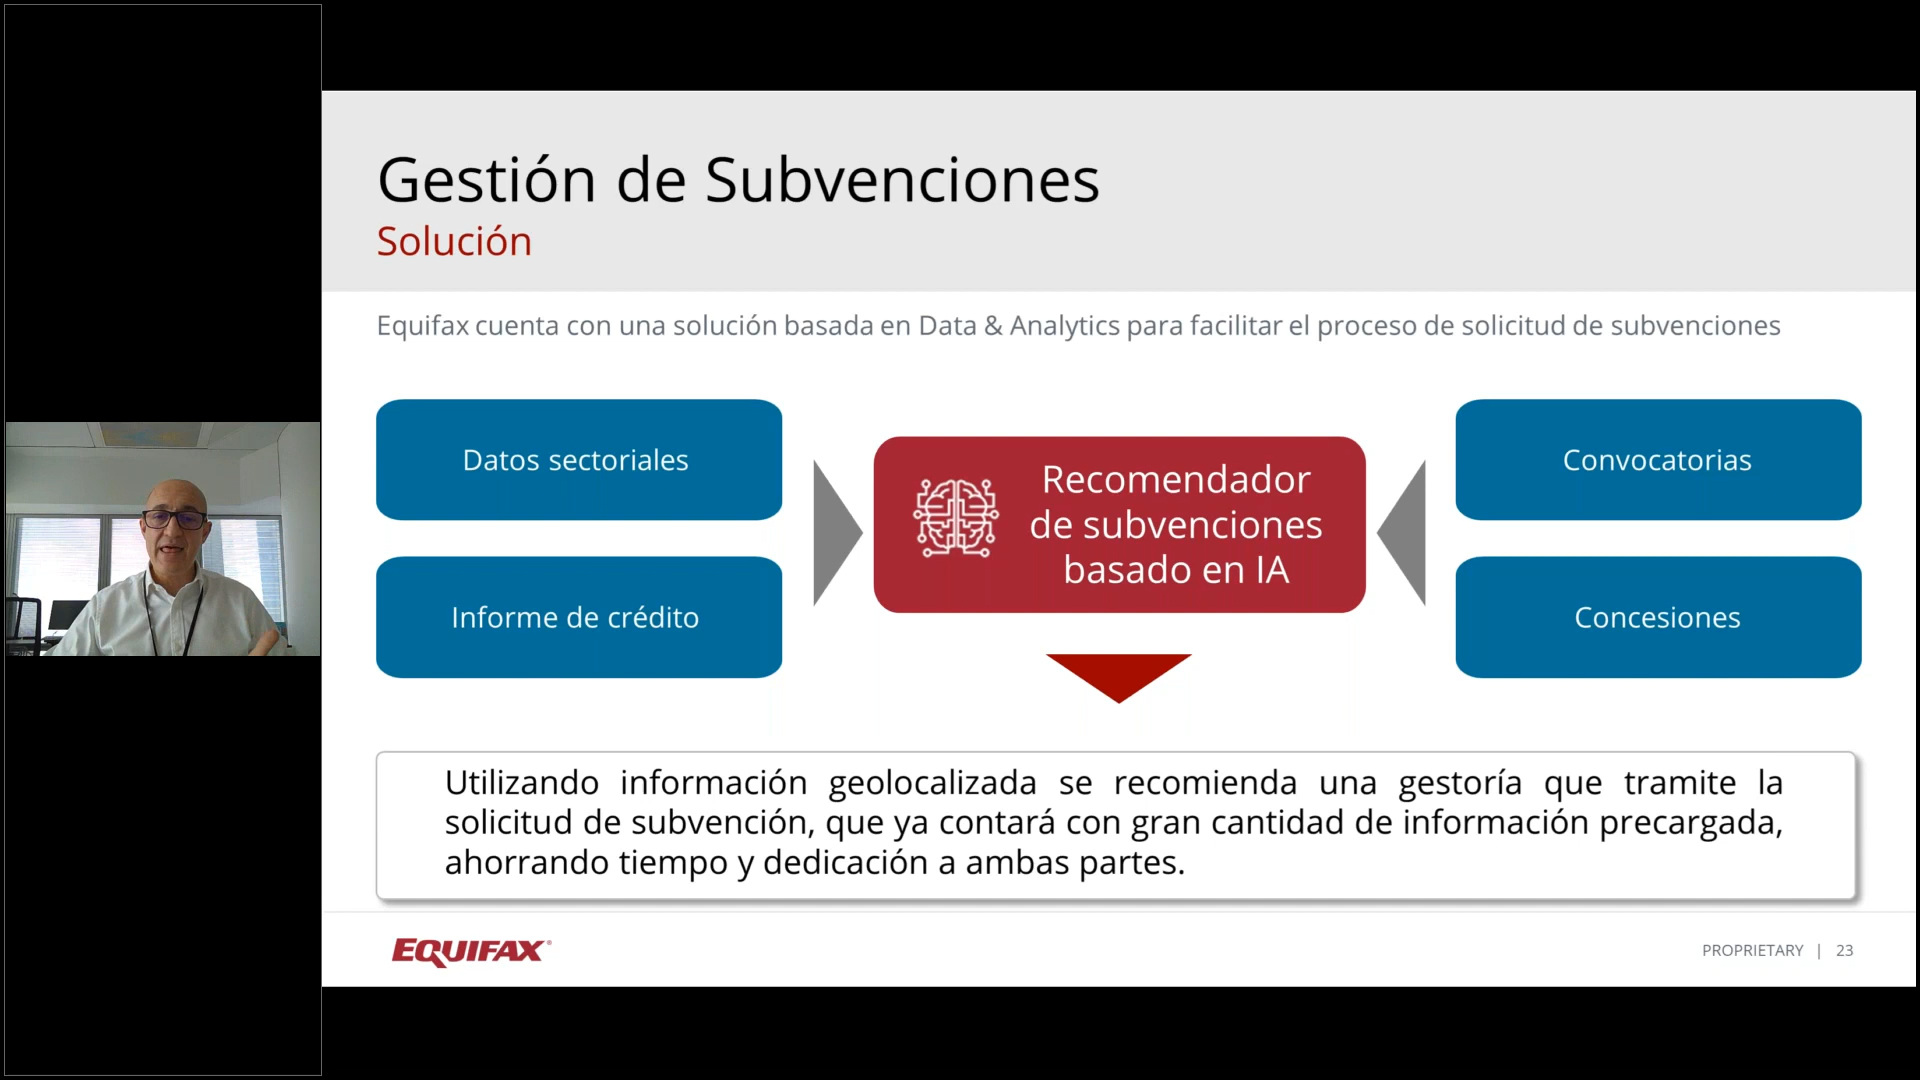 Gestión de Subvenciones
Solución
Equifax cuenta con una solución basada en Data & Analytics para facilitar el proceso de solicitud de subvenciones
Datos sectoriales
Informe de crédito
Recomendador
de subvenciones
basado en IA
Convocatorias
Concesiones
Utilizando información geolocalizada se recomienda una gestoría que tramite la
solicitud de subvención, que ya contará con gran cantidad de información precargada,
ahorrando tiempo y dedicación a ambas partes.
EQUIFAX®
PROPRIETARY | 23